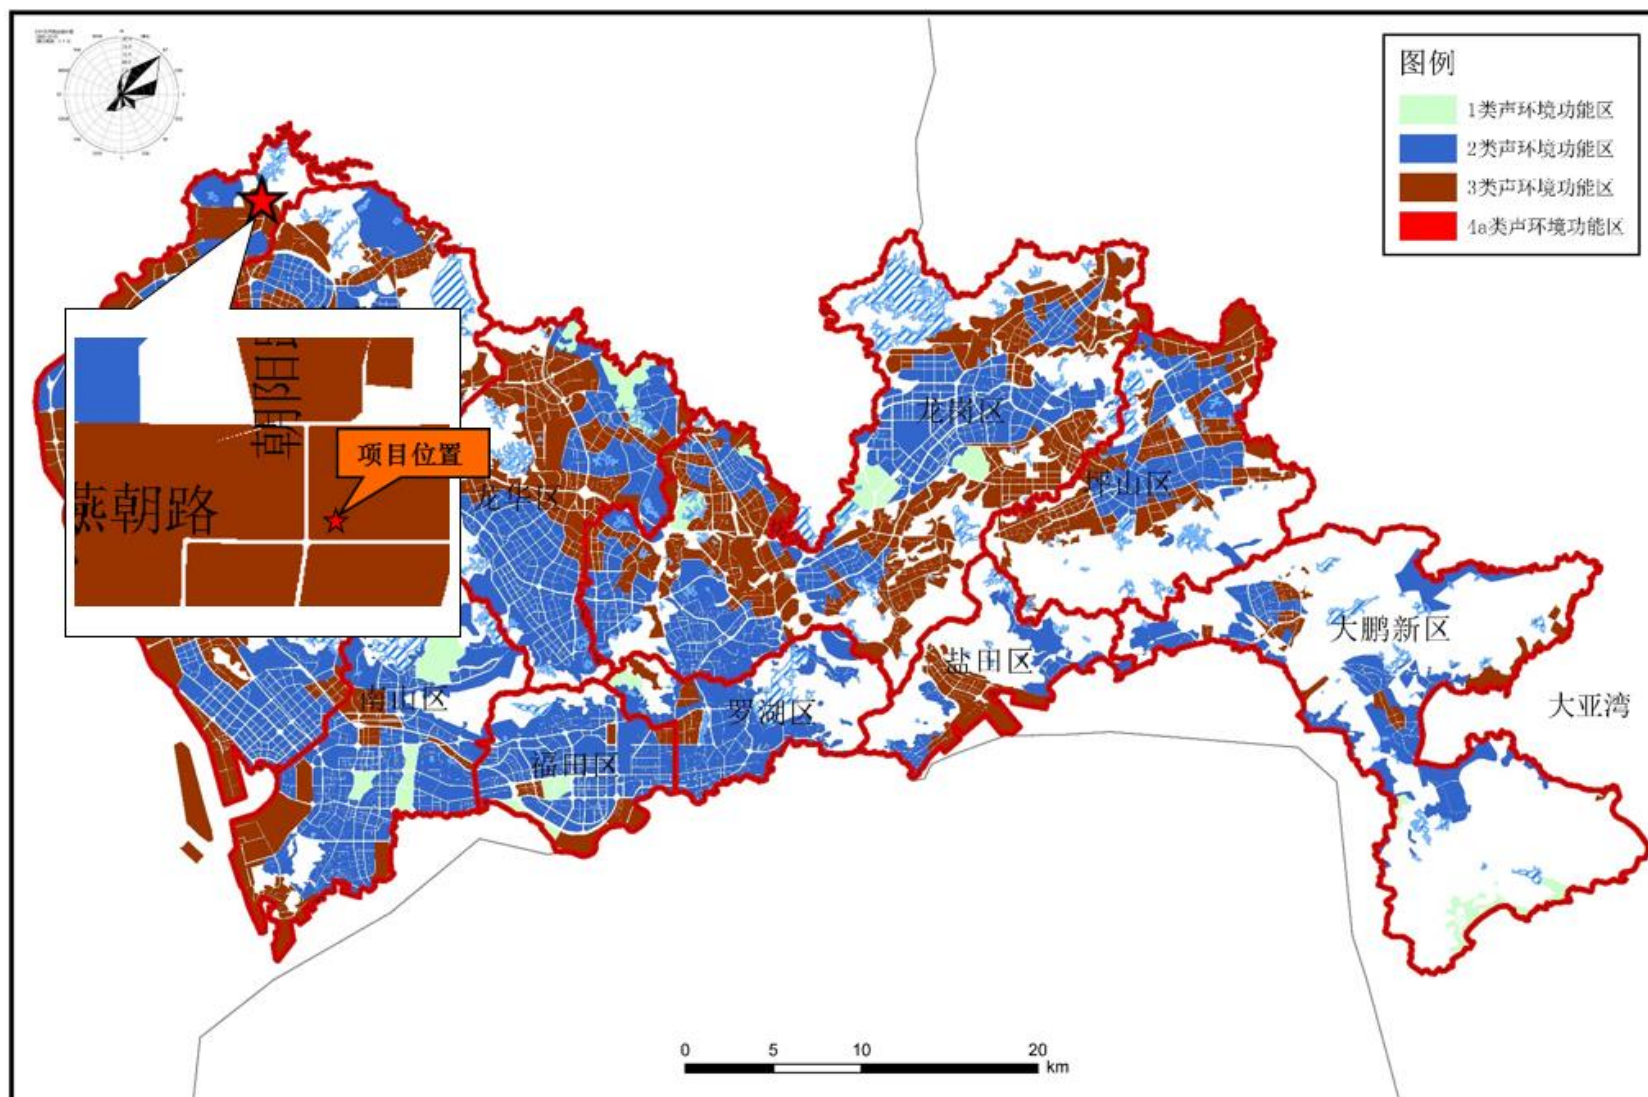 图例
1类声环境功能区
2类声环境功能区
3类声环境功能区
4a类声环境功能区
项目位置
燕朝路
龙华区
龙岗区
坪山区
大鹏新区
盐田区
大亚湾
南山区
罗湖区
福田区
0 5 10 20
km